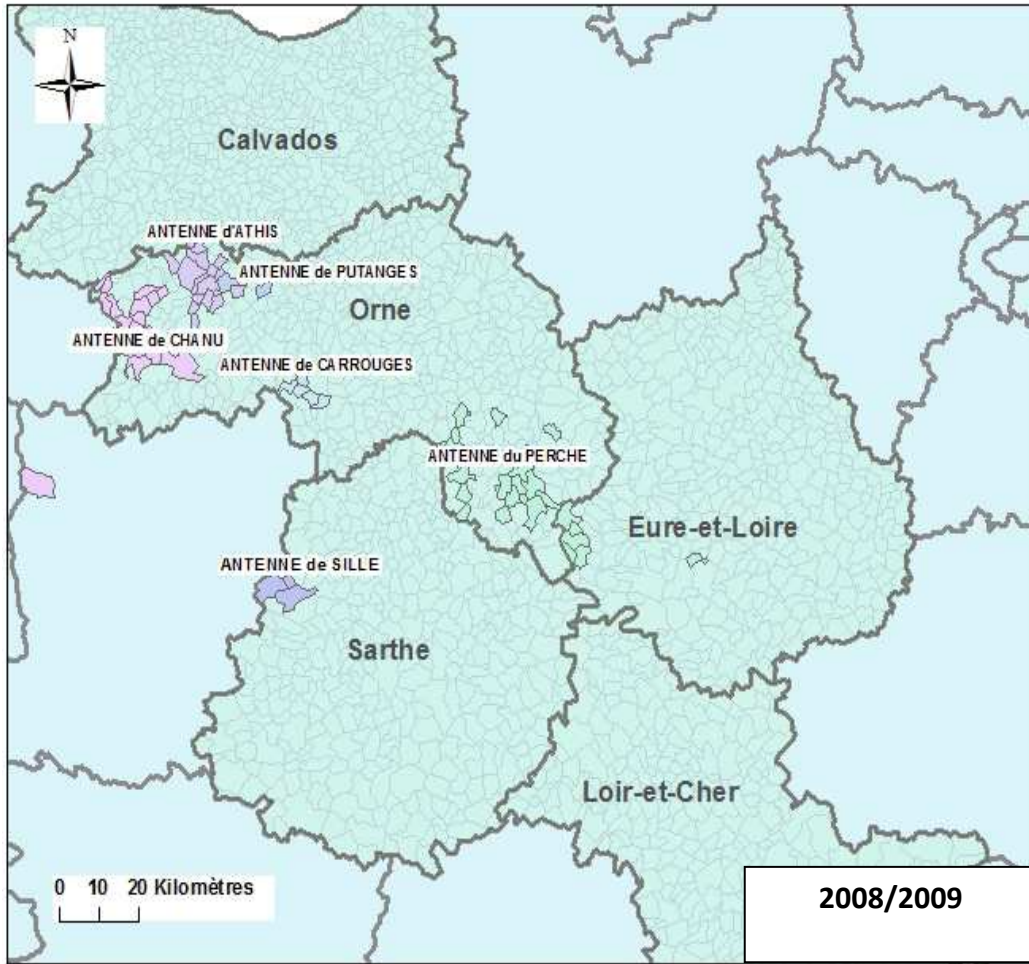 N
Calvados
ANTENNE d'ATHIS
ANTENNE de PUTANGES
Orne
ANTENNE de CHANU
ANTENNE de CARROUGES
ANTENNE du PERCHE
Eure-et-Loire
ANTENNE de SILLE
Sarthe
Loir-et-Cher
0 10 20 Kilomètres
2008/2009